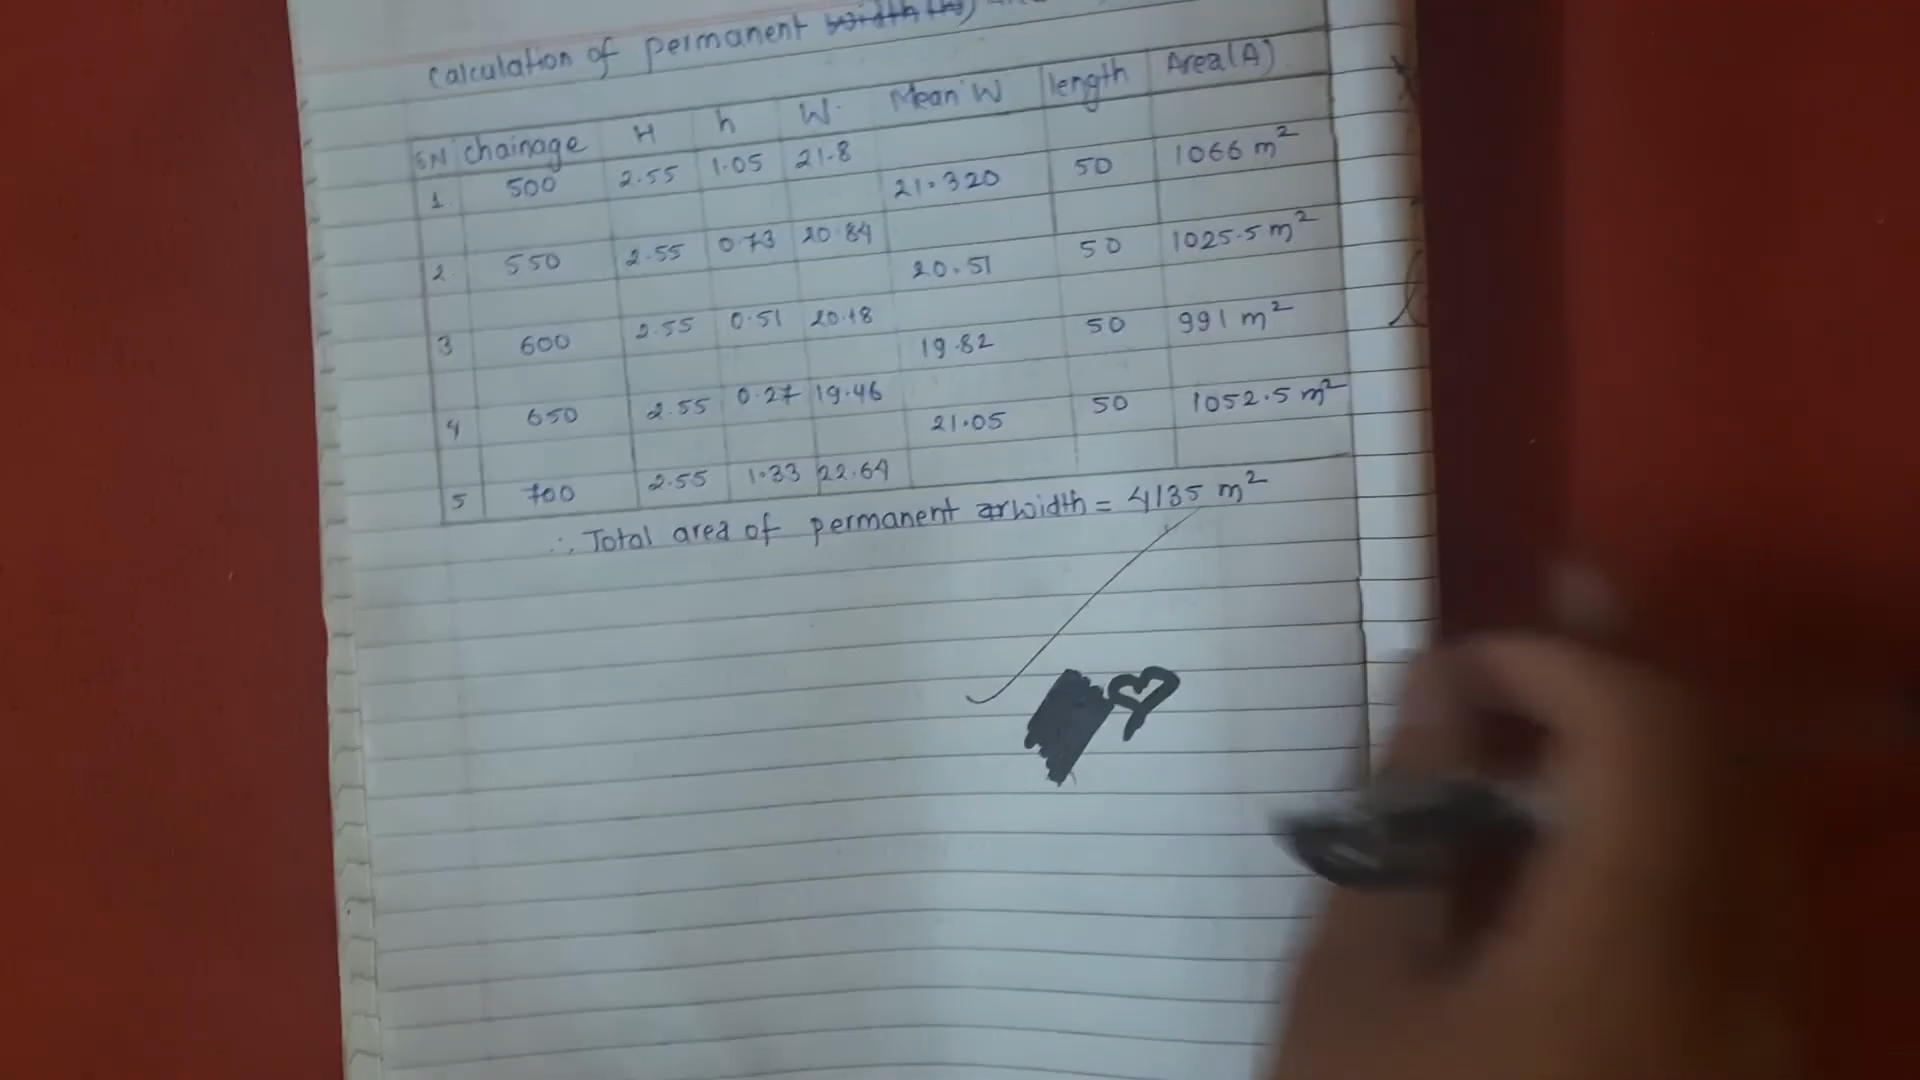 Calculation of permanent
SN chainage H h W. Mean W length Area(A)
1. 500 2.55 1.05 21.8
21.320 50 1066 m²
2. 550 2.55 0.73 20.84
20.51 50 1025.5 m²
3 600 2.55 0.51 20.18
19.82 50 991 m²
4 650 2.55 0.27 19.46
21.05 50 1052.5 m²
5 700 2.55 1.33 22.64
∴ Total area of permanent width = 4135 m²